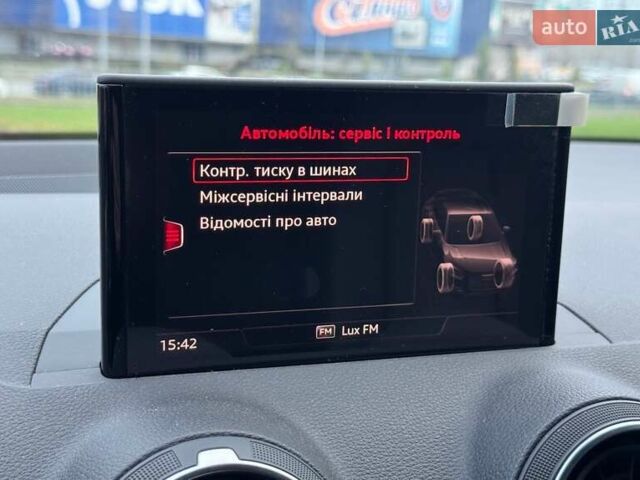 auto
RIA
Автомобіль: сервіс і контроль
Контр. тиску в шинах
Міжсервісні інтервали
Відомості про авто
FM Lux FM
15:42